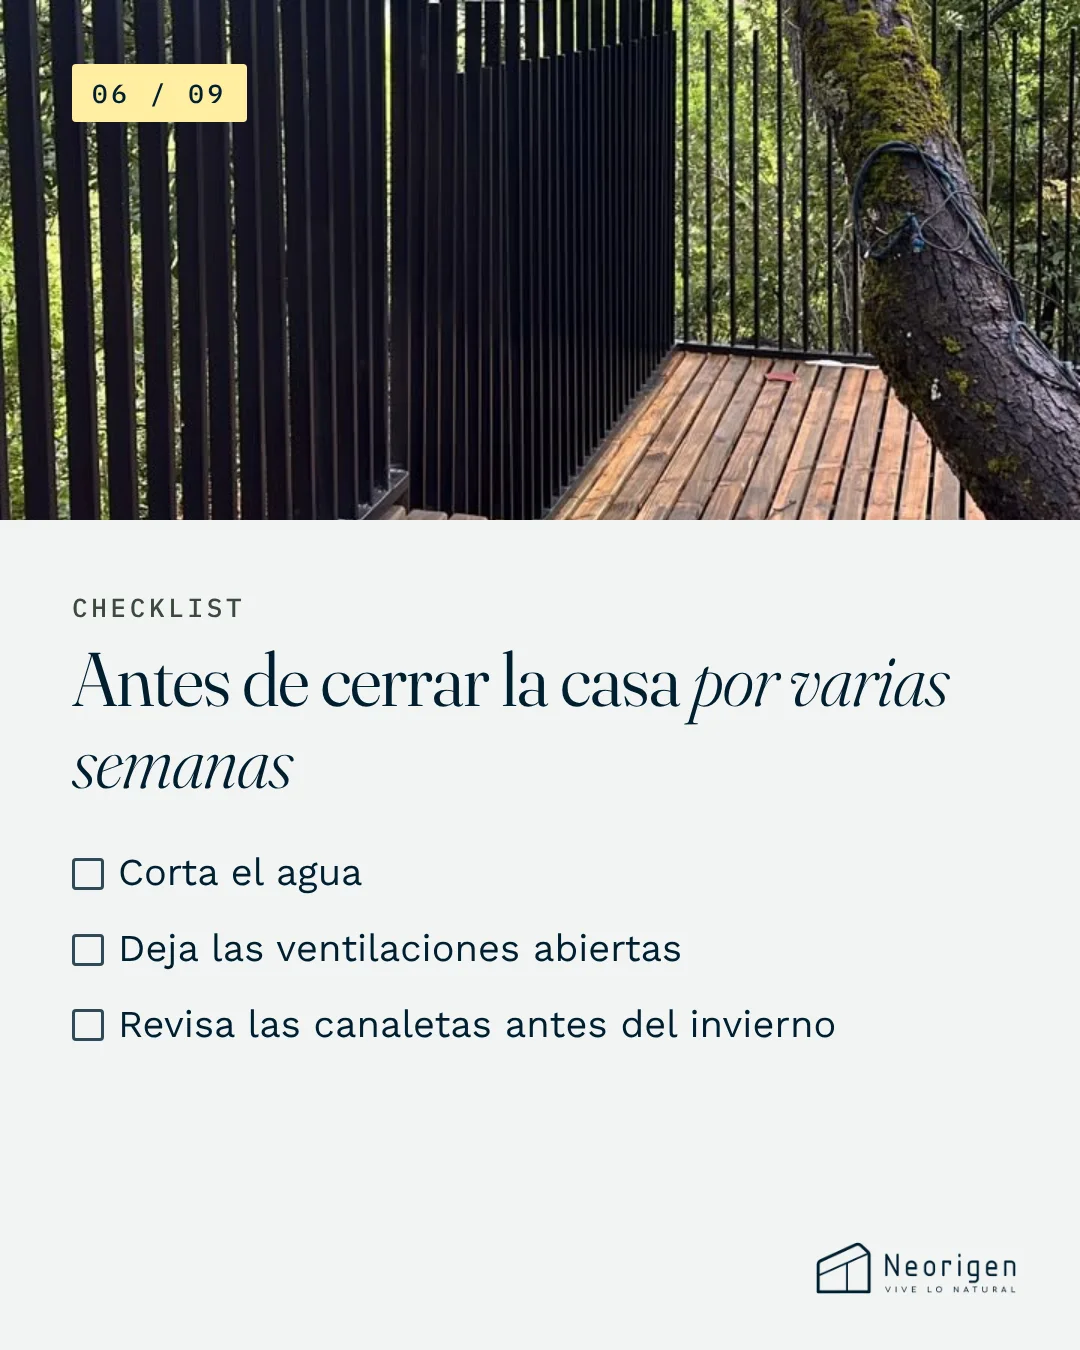 06 / 09
CHECKLIST
Antes de cerrar la casa por varias
semanas
Corta el agua
Deja las ventilaciones abiertas
Revisa las canaletas antes del invierno
Neorigen
VIVE LO NATURAL